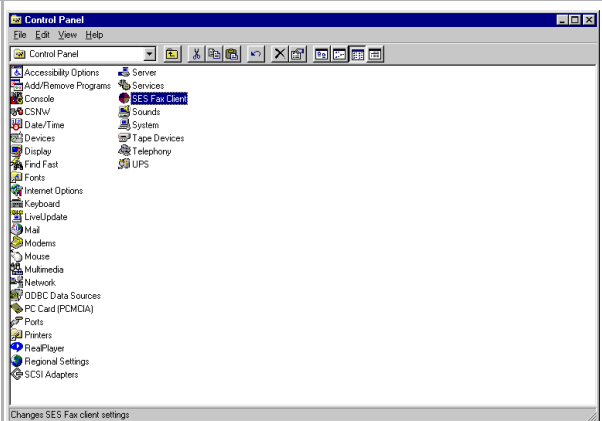 Control Panel
File Edit View Help
Control Panel
Accessibility Options
Add/Remove Programs
Console
CSNW
Date/Time
Devices
Display
Find Fast
Fonts
Internet Options
Keyboard
LiveUpdate
Mail
Modems
Mouse
Multimedia
Network
ODBC Data Sources
PC Card (PCMCIA)
Ports
Printers
RealPlayer
Regional Settings
SCSI Adapters
Server
Services
SES Fax Client
Sounds
System
Tape Devices
Telephony
UPS
Changes SES Fax client settings